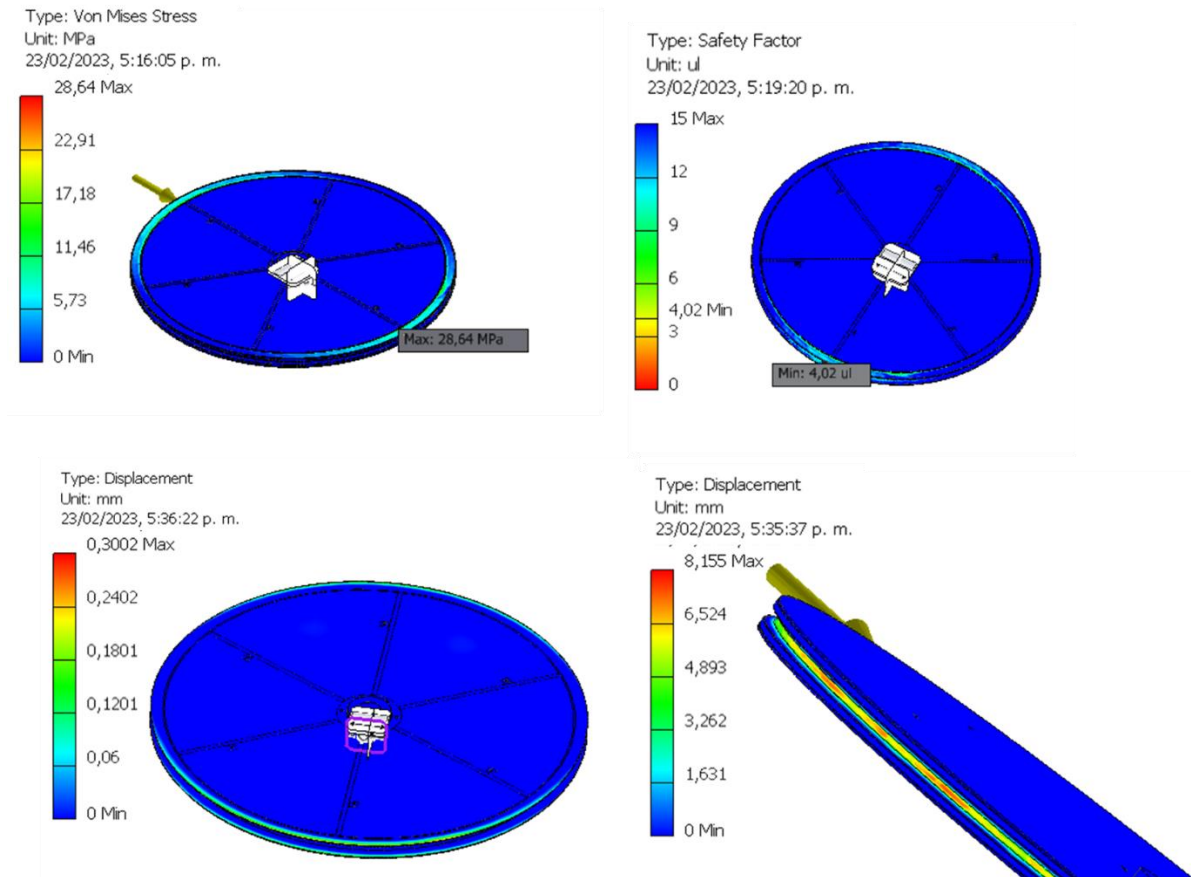 Type: Von Mises Stress
Unit: MPa
23/02/2023, 5:16:05 p. m.
28,64 Max
22,91
17,18
11,46
5,73
0 Min
Max: 28,64 MPa
Type: Safety Factor
Unit: ul
23/02/2023, 5:19:20 p. m.
15 Max
12
9
6
4,02 Min
3
0
Min: 4,02 ul
Type: Displacement
Unit: mm
23/02/2023, 5:36:22 p. m.
0,3002 Max
0,2402
0,1801
0,1201
0,06
0 Min
Type: Displacement
Unit: mm
23/02/2023, 5:35:37 p. m.
8,155 Max
6,524
4,893
3,262
1,631
0 Min